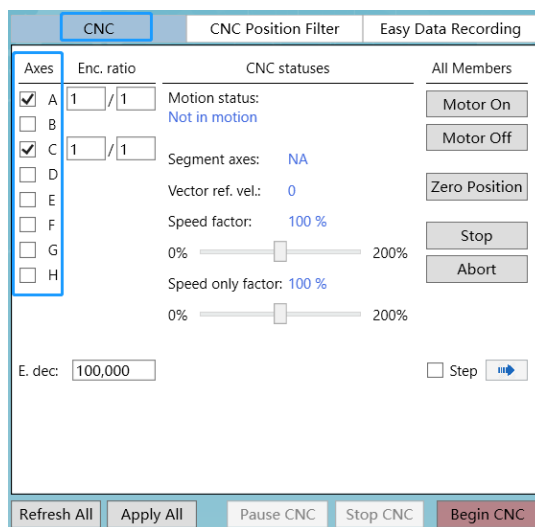 CNC CNC Position Filter Easy Data Recording
Axes Enc. ratio CNC statuses All Members
A 1 / 1 Motion status: Motor On
B Not in motion
C 1 / 1 Segment axes: NA Motor Off
D
E Vector ref. vel.: 0 Zero Position
F Speed factor: 100 %
G 0% 200% Stop
H Speed only factor: 100 % Abort
0% 200%
E. dec: 100,000 Step
Refresh All Apply All Pause CNC Stop CNC Begin CNC